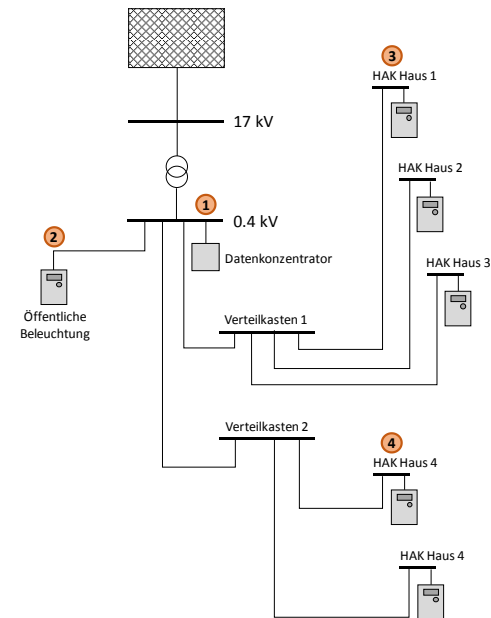 3
HAK Haus 1
17 kV
HAK Haus 2
1
0.4 kV
2
Datenkonzentrator
HAK Haus 3
Öffentliche
Beleuchtung
Verteilkasten 1
Verteilkasten 2
4
HAK Haus 4
HAK Haus 4